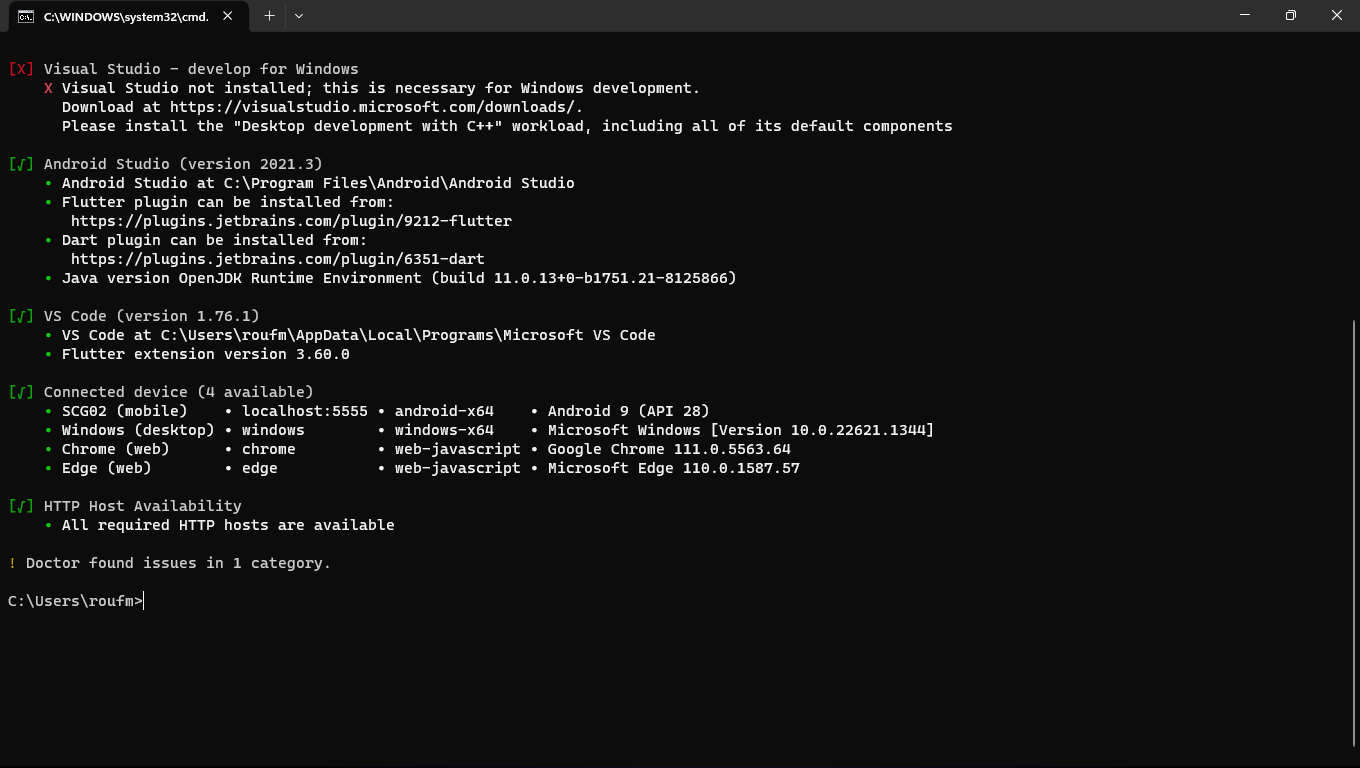 C:\WINDOWS\system32\cmd.
[X] Visual Studio - develop for Windows
X Visual Studio not installed; this is necessary for Windows development.
Download at https://visualstudio.microsoft.com/downloads/.
Please install the "Desktop development with C++" workload, including all of its default components
[√] Android Studio (version 2021.3)
• Android Studio at C:\Program Files\Android\Android Studio
• Flutter plugin can be installed from:
https://plugins.jetbrains.com/plugin/9212-flutter
• Dart plugin can be installed from:
https://plugins.jetbrains.com/plugin/6351-dart
• Java version OpenJDK Runtime Environment (build 11.0.13+0-b1751.21-8125866)
[√] VS Code (version 1.76.1)
• VS Code at C:\Users\roufm\AppData\Local\Programs\Microsoft VS Code
• Flutter extension version 3.60.0
[√] Connected device (4 available)
• SCG02 (mobile) • localhost:5555 • android-x64 • Android 9 (API 28)
• Windows (desktop) • windows • windows-x64 • Microsoft Windows [Version 10.0.22621.1344]
• Chrome (web) • chrome • web-javascript • Google Chrome 111.0.5563.64
• Edge (web) • edge • web-javascript • Microsoft Edge 110.0.1587.57
[√] HTTP Host Availability
• All required HTTP hosts are available
! Doctor found issues in 1 category.
C:\Users\roufm>